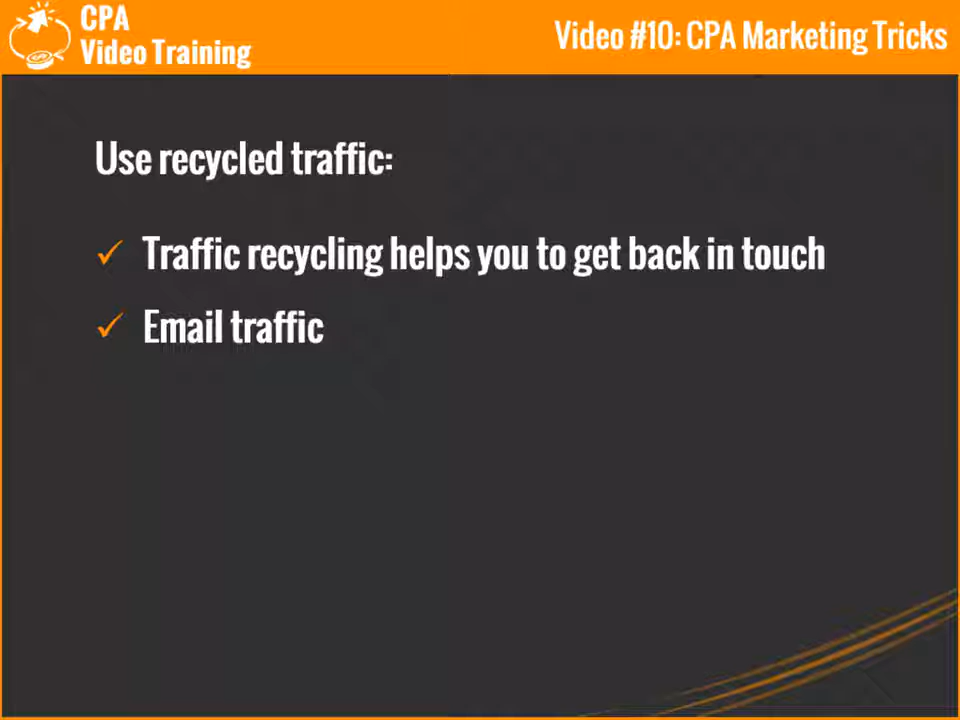 CPA
Video Training
Video #10: CPA Marketing Tricks
Use recycled traffic:
Traffic recycling helps you to get back in touch
Email traffic